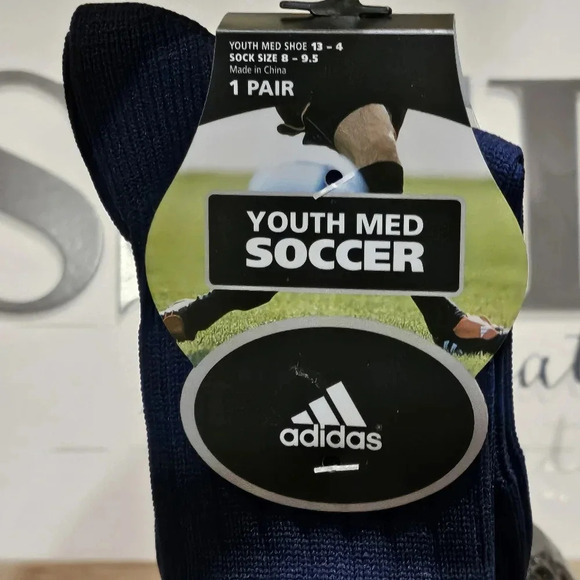 YOUTH MED SHOE 13 – 4
SOCK SIZE 8 – 9.5
Made in China
1 PAIR
YOUTH MED
SOCCER
adidas